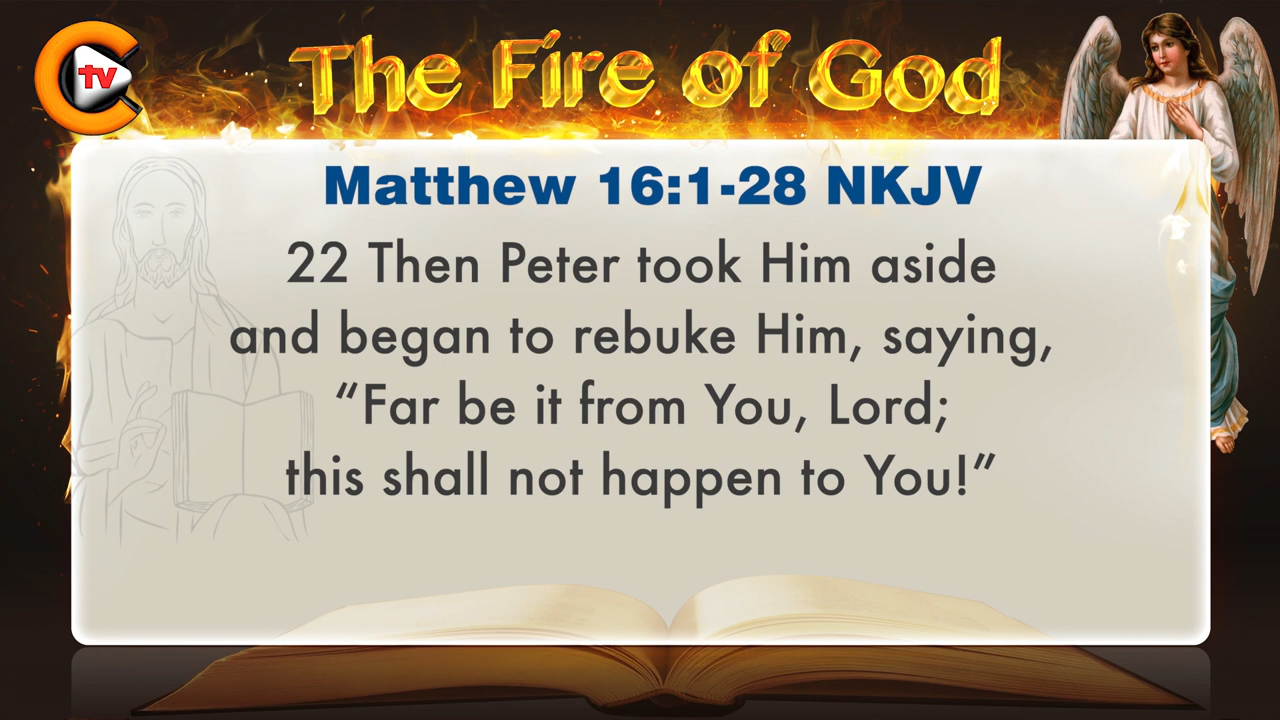 tv
The Fire of God
Matthew 16:1-28 NKJV
22 Then Peter took Him aside
and began to rebuke Him, saying,
“Far be it from You, Lord;
this shall not happen to You!”